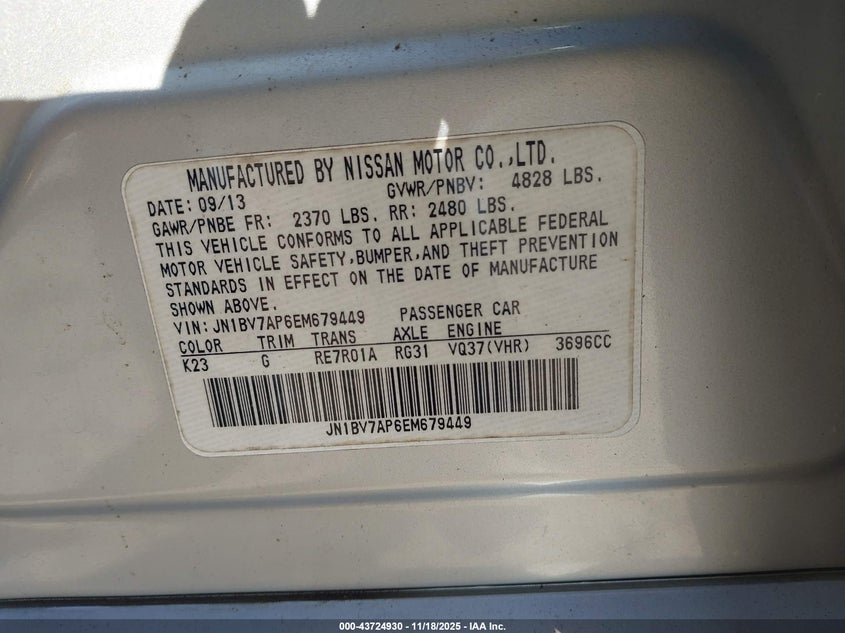 MANUFACTURED BY NISSAN MOTOR CO.,LTD.
DATE: 09/13 GVWR/PNBV: 4828 LBS.
GAWR/PNBE FR: 2370 LBS. RR: 2480 LBS.
THIS VEHICLE CONFORMS TO ALL APPLICABLE FEDERAL
MOTOR VEHICLE SAFETY,BUMPER,AND THEFT PREVENTION
STANDARDS IN EFFECT ON THE DATE OF MANUFACTURE
SHOWN ABOVE.
VIN:JN1BV7AP6EM679449 PASSENGER CAR
COLOR TRIM TRANS AXLE ENGINE
K23 G RE7R01A RG31 VQ37(VHR) 3696CC
JN1BV7AP6EM679449
000-43724930 - 11/18/2025 - IAA Inc.